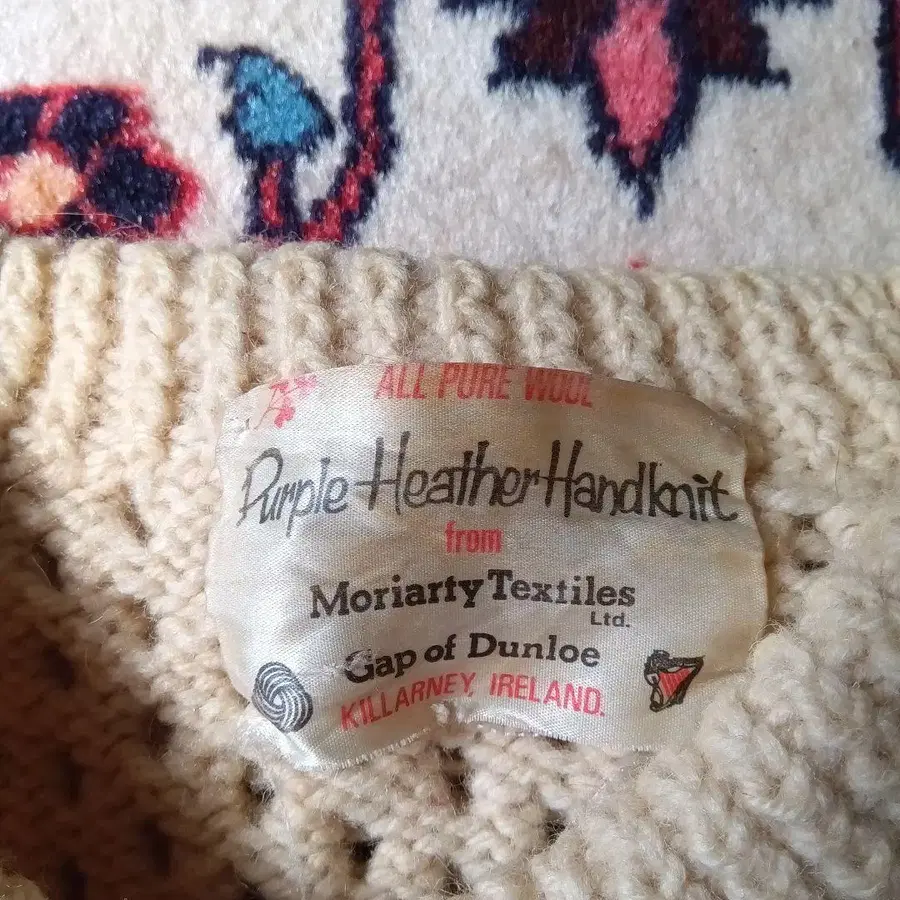 ALL PURE WOOL
Purple Heather Handknit
from
Moriarty Textiles
Ltd.
Gap of Dunloe
KILLARNEY, IRELAND.